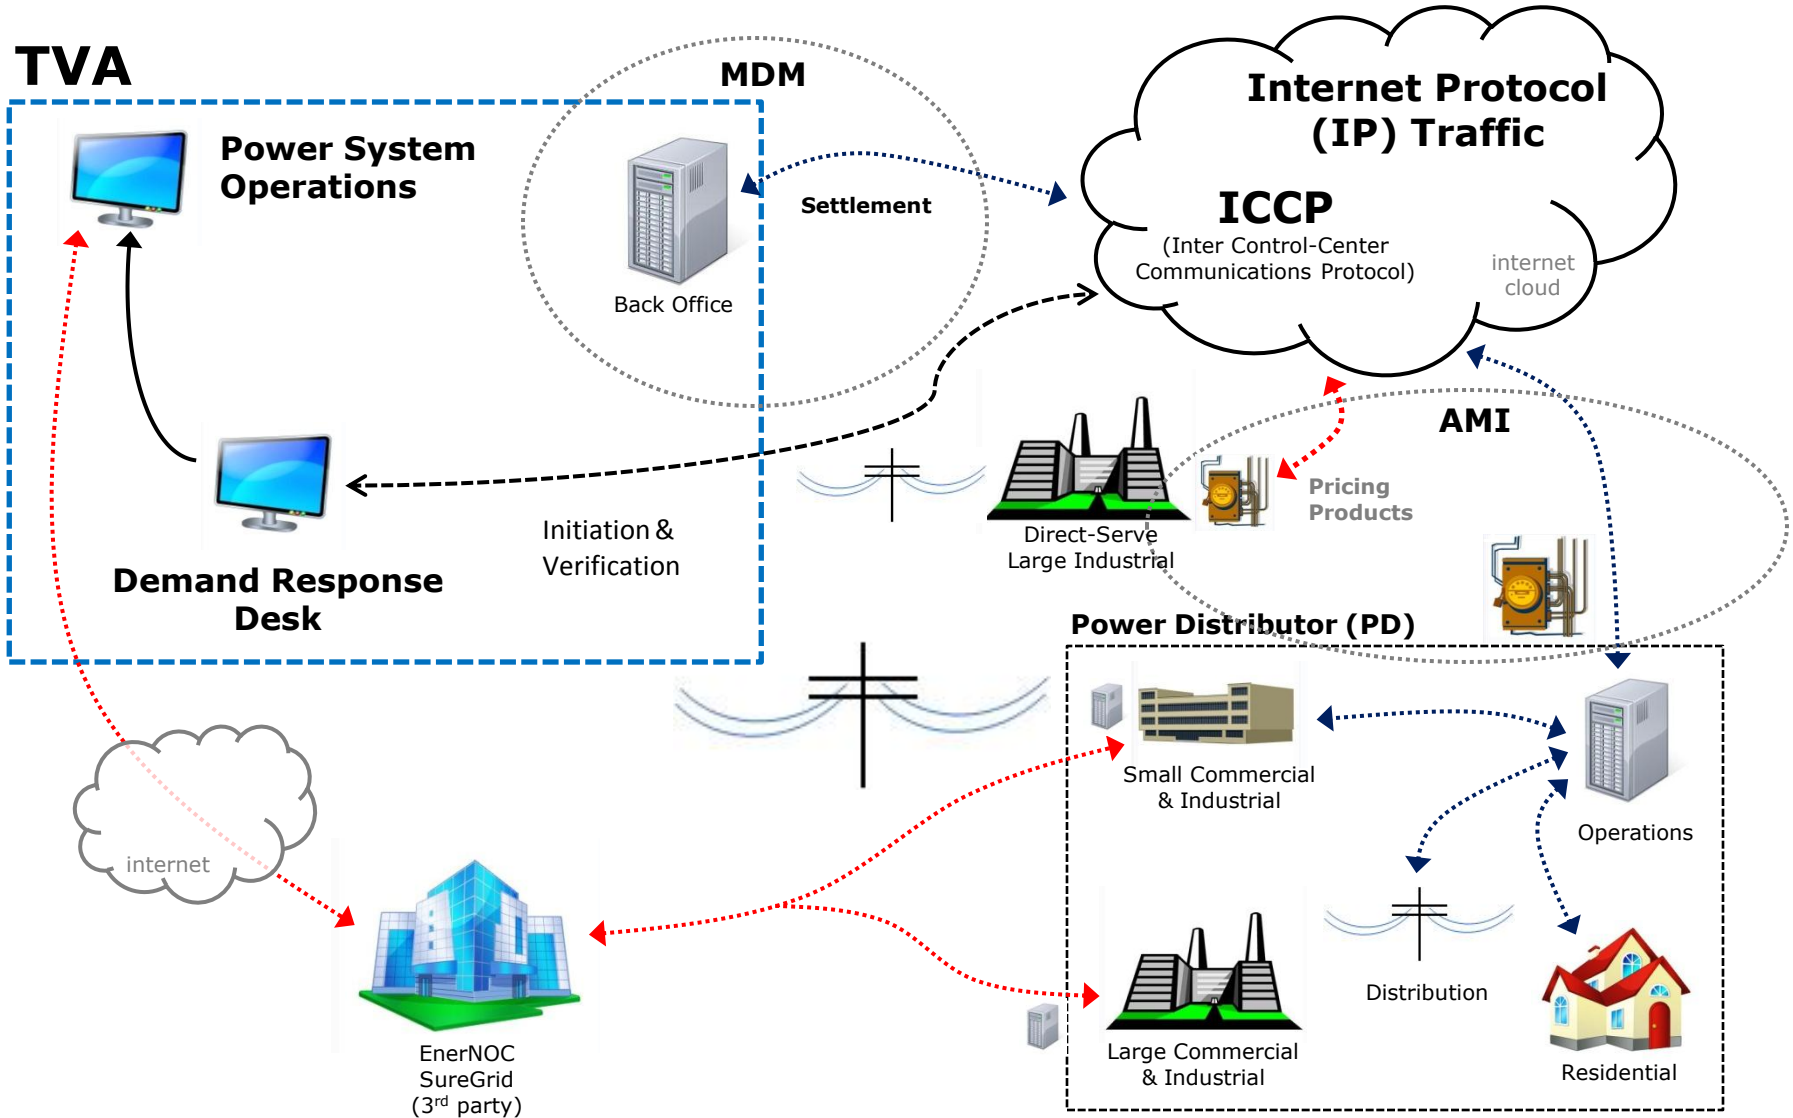 TVA
MDM
Internet Protocol
(IP) Traffic
Power System
Operations
Settlement
ICCP
(Inter Control-Center
Communications Protocol)
internet
cloud
Back Office
AMI
Pricing
Products
Direct-Serve
Large Industrial
Initiation &
Verification
Demand Response
Desk
Power Distributor (PD)
Small Commercial
& Industrial
Operations
internet
Distribution
EnerNOC
SureGrid
(3rd party)
Large Commercial
& Industrial
Residential